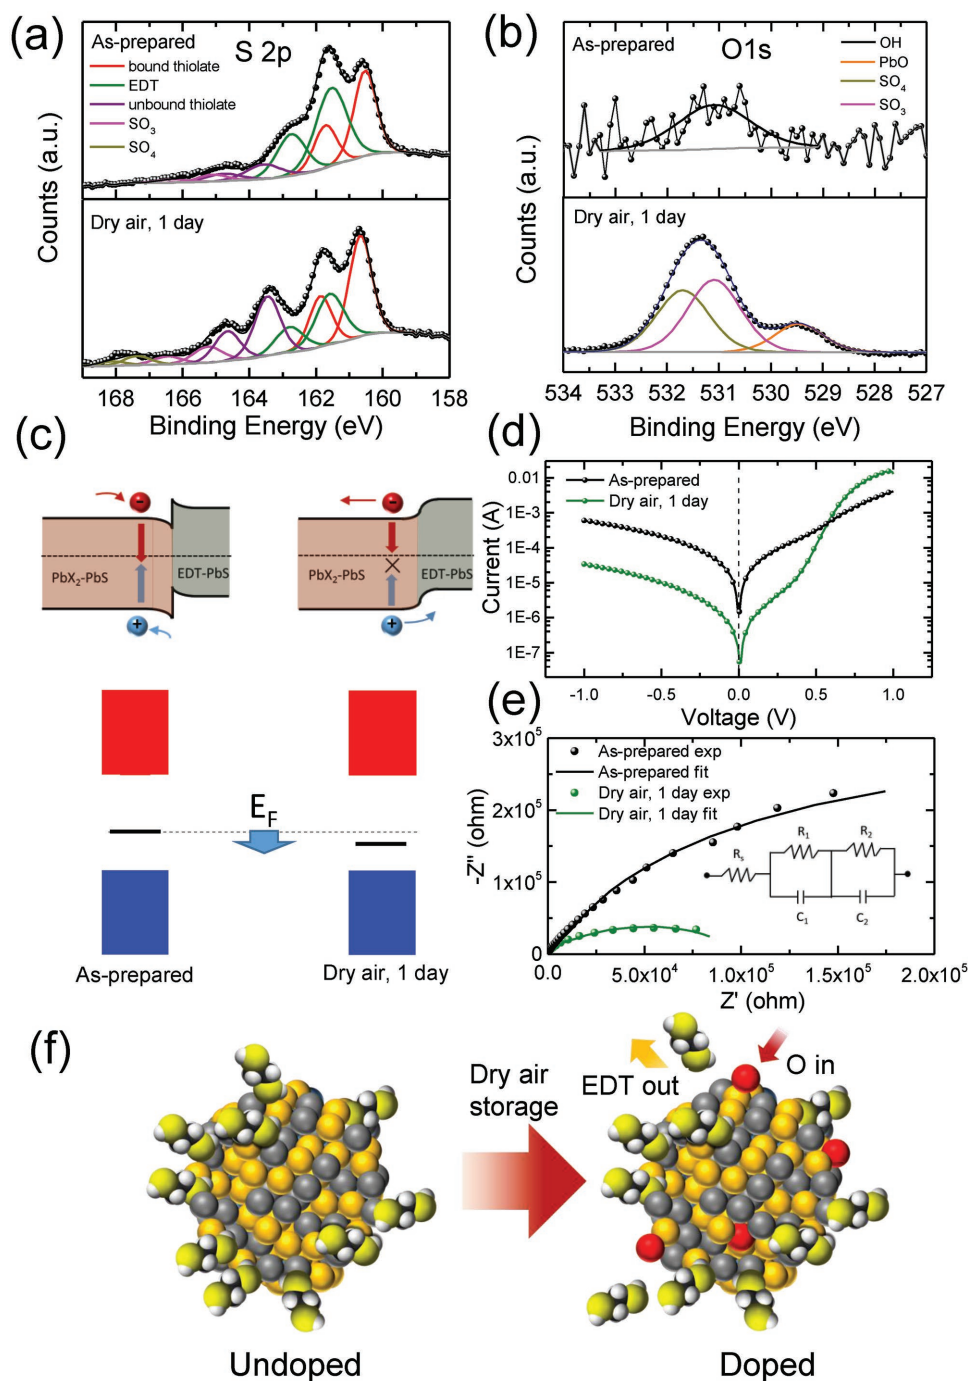 (a)
As-prepared
S 2p
bound thiolate
EDT
unbound thiolate
SO3
SO4
Dry air, 1 day
Counts (a.u.)
168 166 164 162 160 158
Binding Energy (eV)
(b)
O1s
As-prepared
OH
PbO
SO4
SO3
Dry air, 1 day
Counts (a.u.)
534 533 532 531 530 529 528 527
Binding Energy (eV)
(c)
PbX2-PbS
EDT-PbS
PbX2-PbS
EDT-PbS
EF
As-prepared
Dry air, 1 day
(d)
As-prepared
Dry air, 1 day
Current (A)
0.01
1E-3
1E-4
1E-5
1E-6
1E-7
-1.0 -0.5 0.0 0.5 1.0
Voltage (V)
(e)
As-prepared exp
As-prepared fit
Dry air, 1 day exp
Dry air, 1 day fit
-Z" (ohm)
3x10^5
2x10^5
1x10^5
0
Rs
R1
R2
C1
C2
0.0 5.0x10^4 1.0x10^5 1.5x10^5 2.0x10^5
Z' (ohm)
(f)
Dry air
storage
EDT out
O in
Undoped
Doped